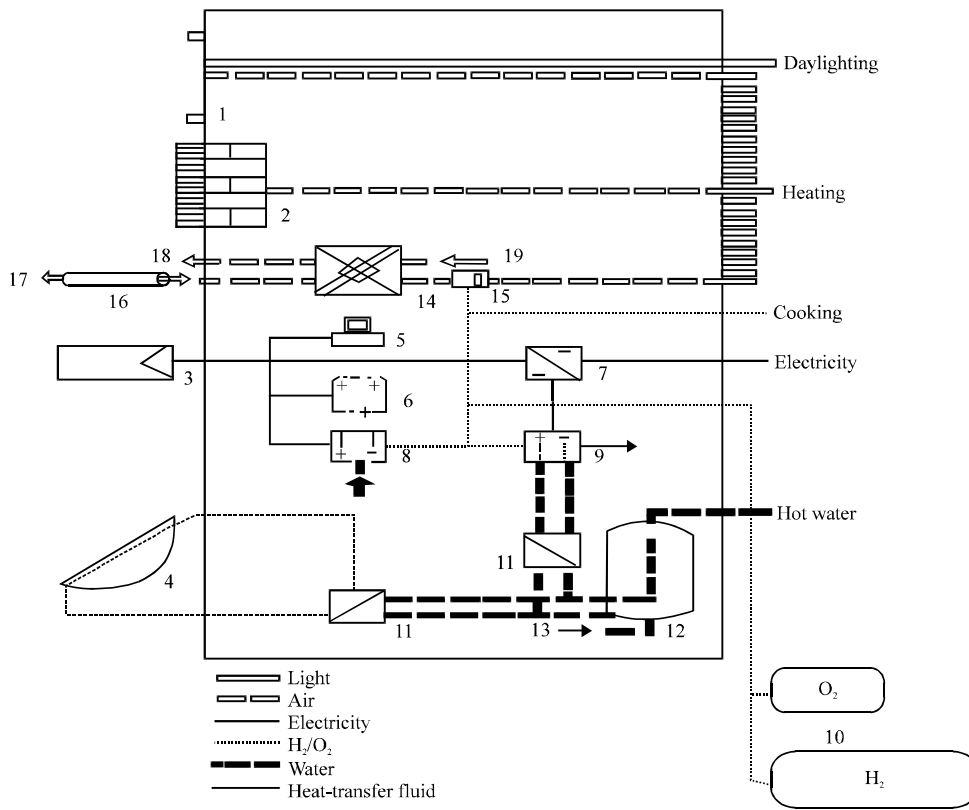 Daylighting
1
2
Heating
18
19
17
16
14
15
Cooking
5
3
7
Electricity
+ +
+
6
+ −
8
+ −
9
Hot water
4
11
11
13
12
Light
Air
Electricity
H₂/O₂
Water
Heat-transfer fluid
O₂
10
H₂